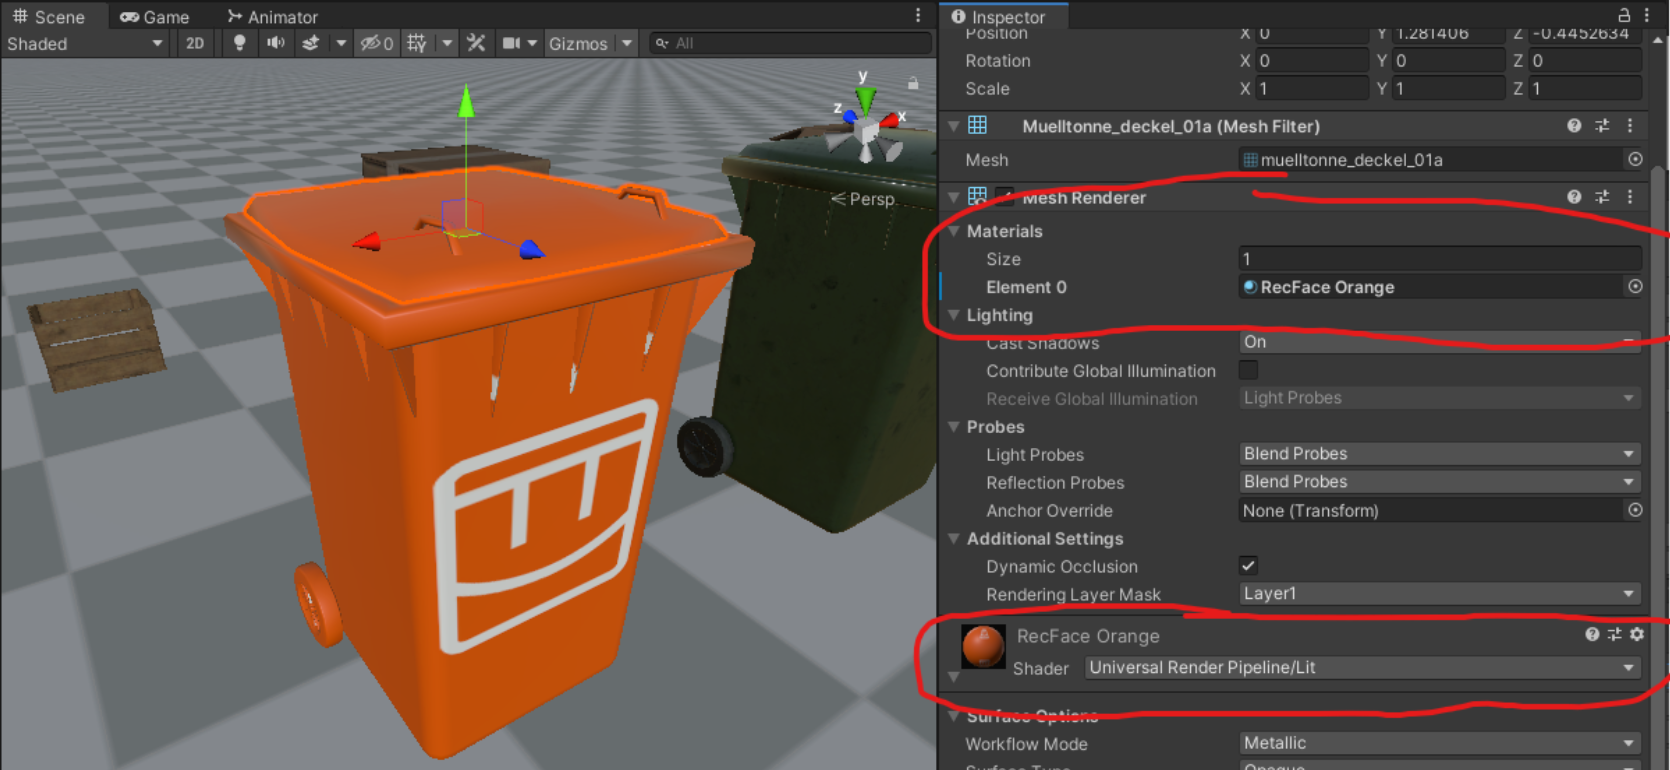 Scene Game Animator
Shaded 2D 0 Gizmos All
y
z x
Persp
Inspector
Position X 0 Y 1.281406 Z -0.4452634
Rotation X 0 Y 0 Z 0
Scale X 1 Y 1 Z 1
Muelltonne_deckel_01a (Mesh Filter)
Mesh muelltonne_deckel_01a
Mesh Renderer
Materials
Size 1
Element 0 RecFace Orange
Lighting
Cast Shadows On
Contribute Global Illumination
Receive Global Illumination Light Probes
Probes
Light Probes Blend Probes
Reflection Probes Blend Probes
Anchor Override None (Transform)
Additional Settings
Dynamic Occlusion
Rendering Layer Mask Layer1
RecFace Orange
Shader Universal Render Pipeline/Lit
Surface Options
Workflow Mode Metallic
Surface Type Opaque